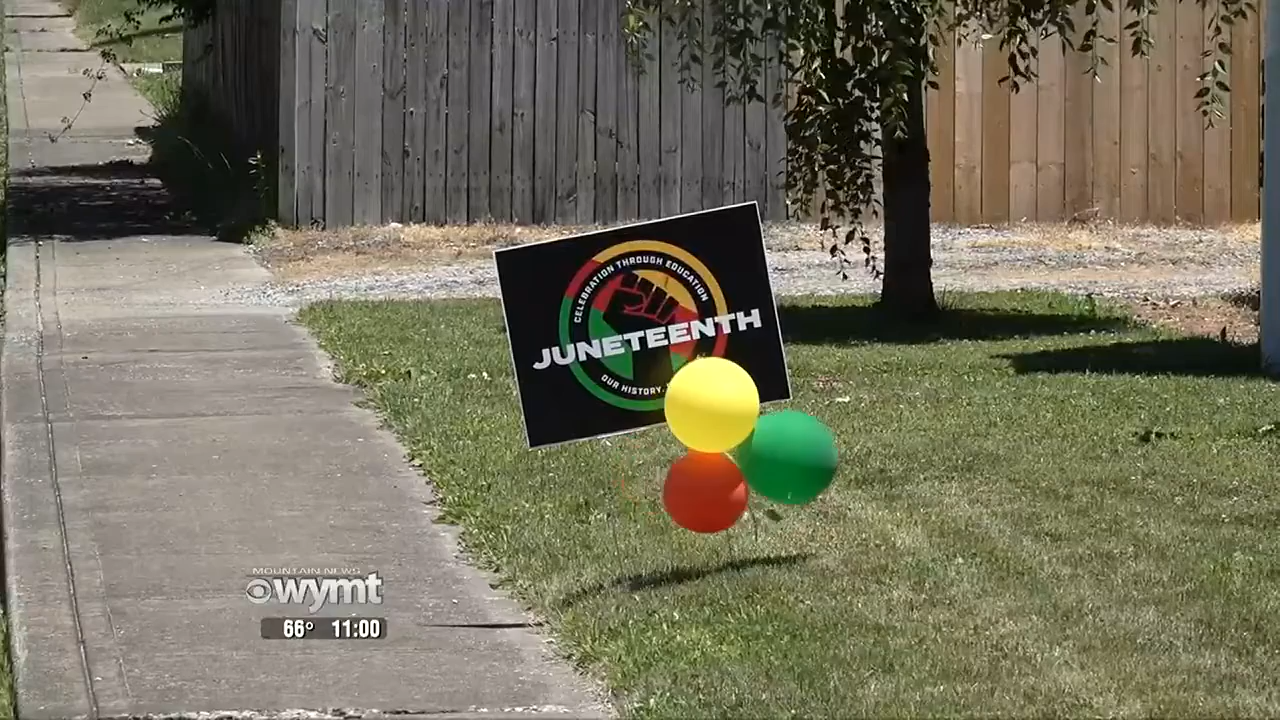 CELEBRATION THROUGH EDUCATION
JUNETEENTH
OUR HISTORY,
MOUNTAIN NEWS
wymt
66° 11:00